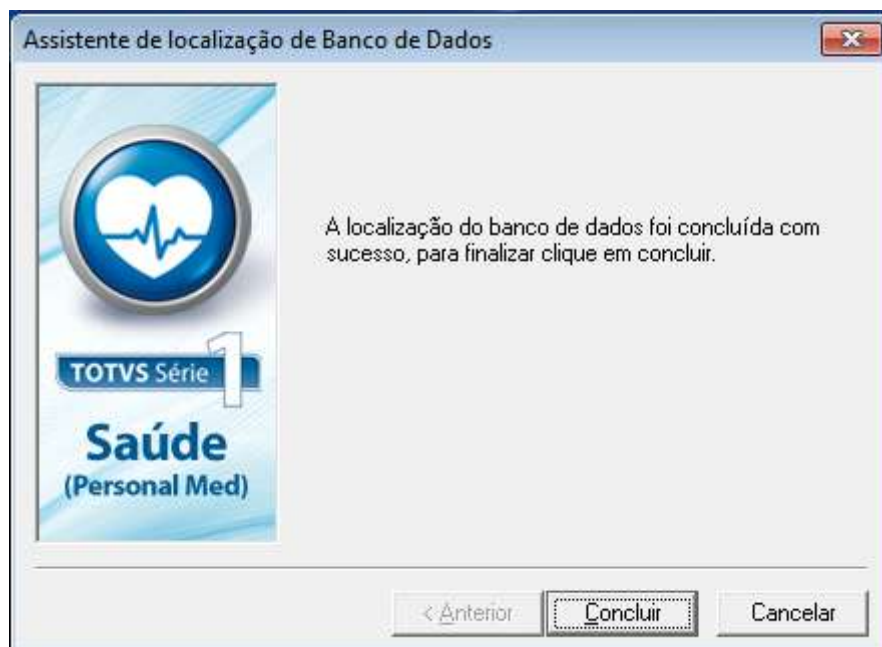 Assistente de localização de Banco de Dados
A localização do banco de dados foi concluída com
sucesso, para finalizar clique em concluir.
TOTVS Série 1
Saúde
(Personal Med)
< Anterior
Concluir
Cancelar